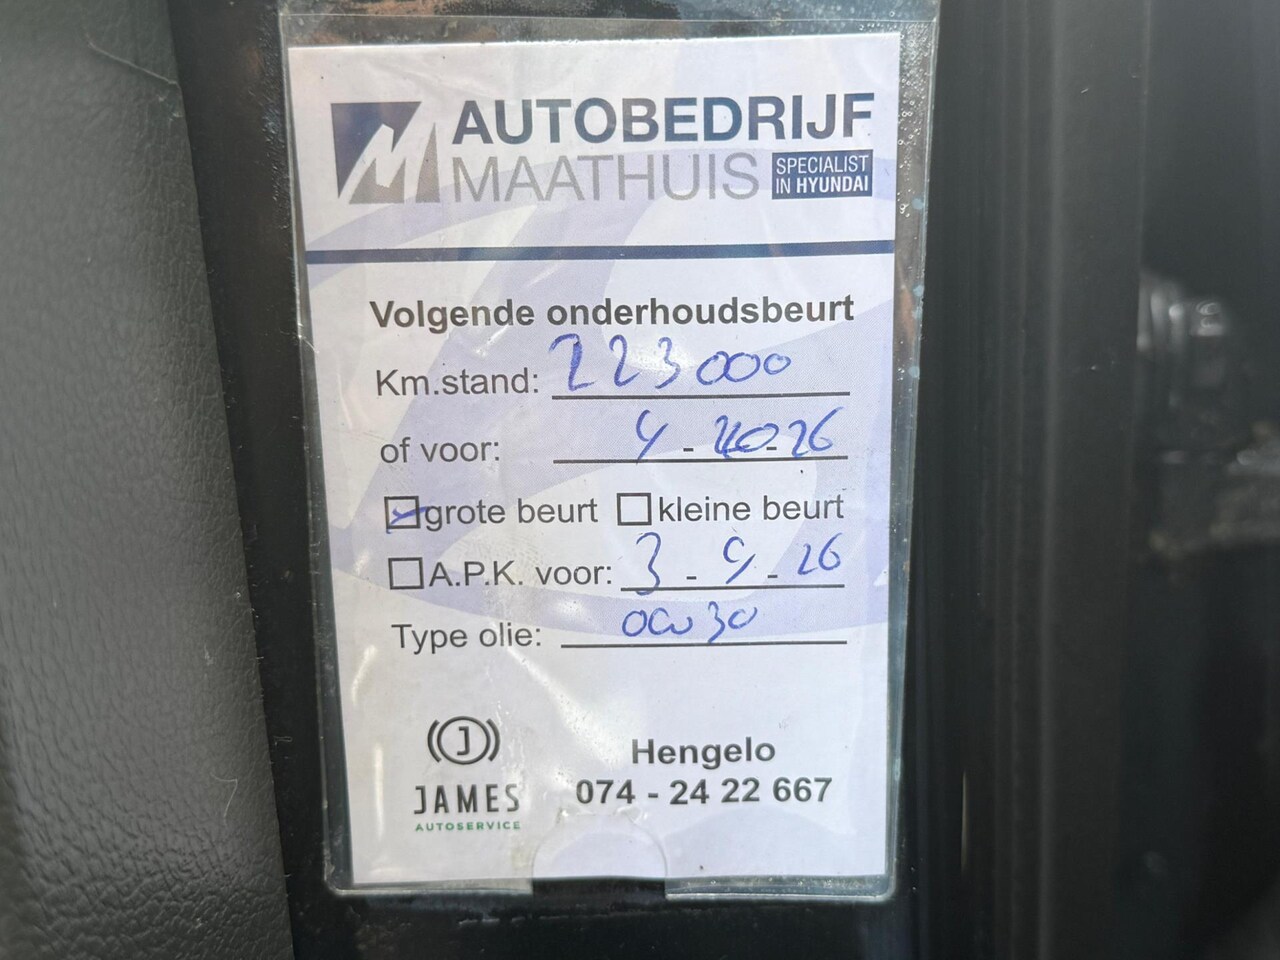 AUTOBEDRIJF
MAATHUIS
SPECIALIST
IN HYUNDAI
Volgende onderhoudsbeurt
Km.stand: 223000
of voor: 4 - - 26
grote beurt kleine beurt
A.P.K. voor: 3 - 9 - 26
Type olie: 0W30
J
JAMES
AUTOSERVICE
Hengelo
074 - 24 22 667